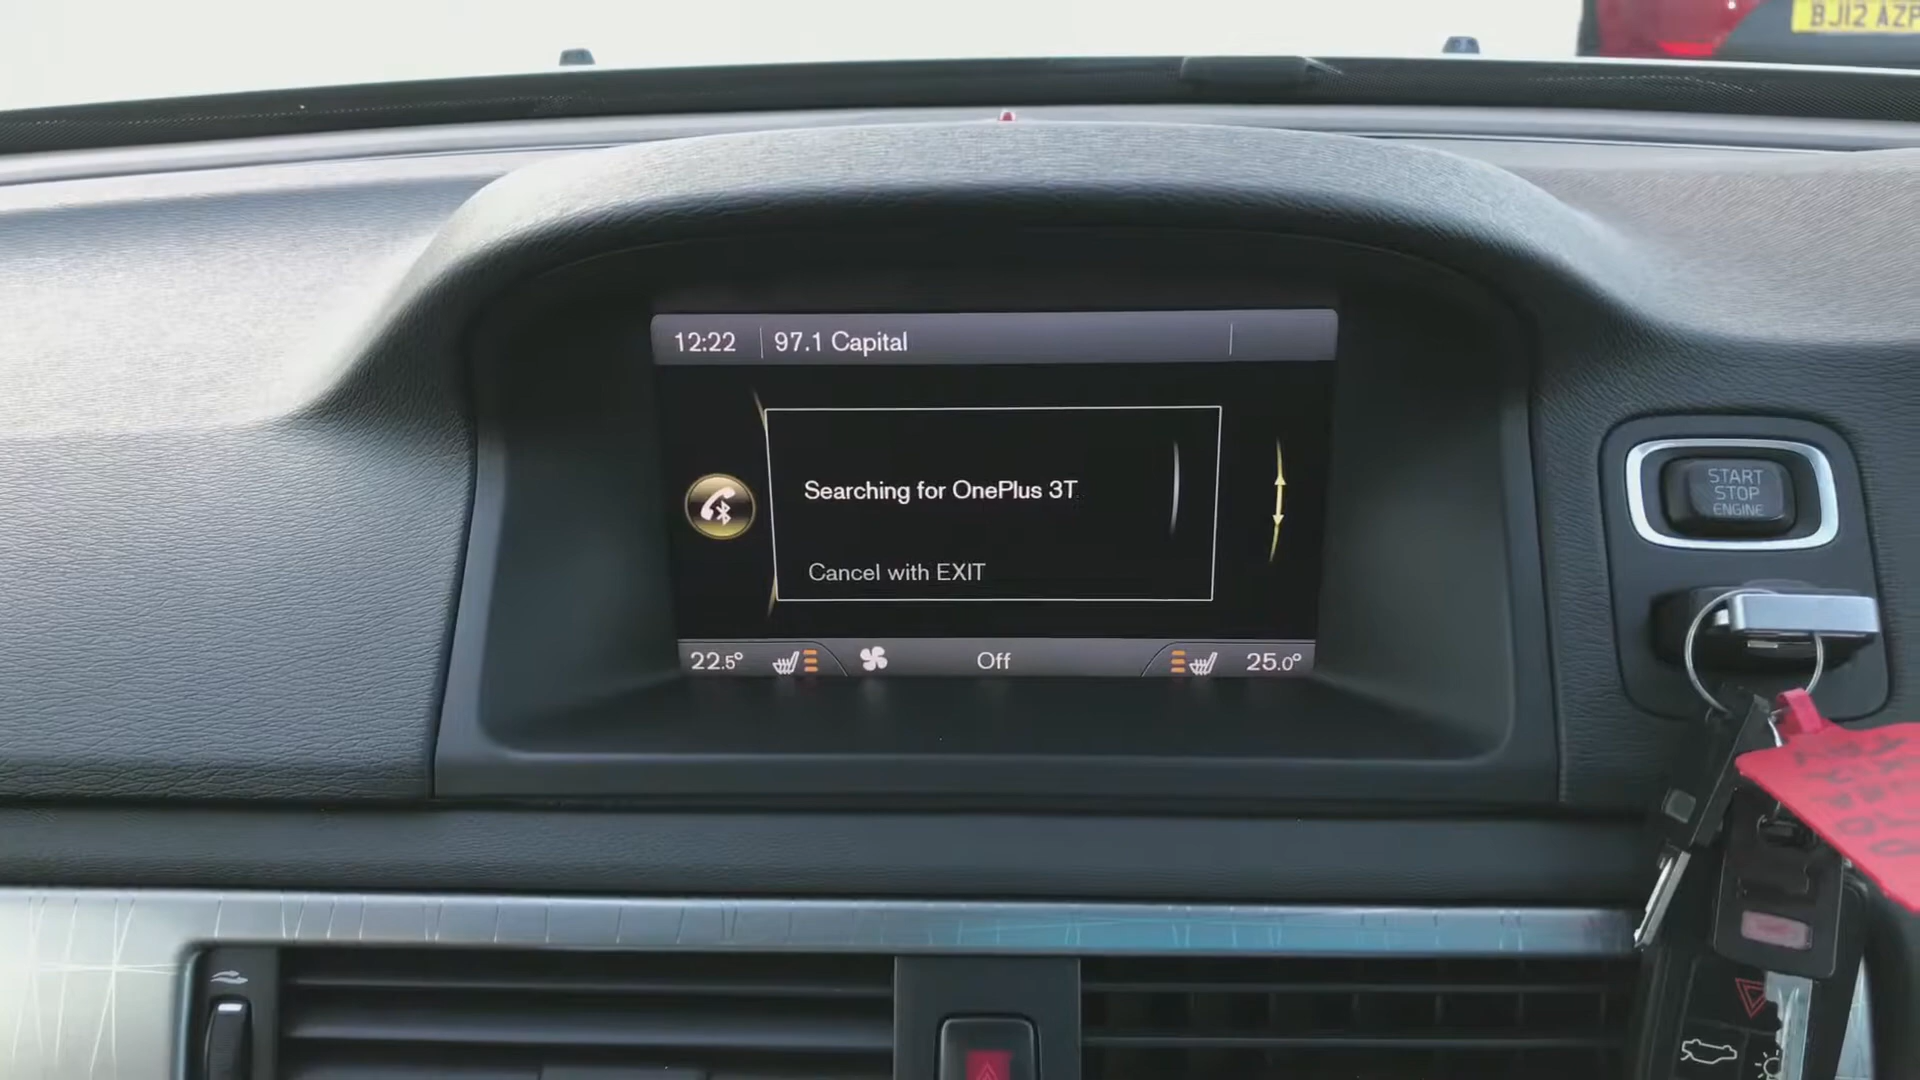 BJ12 AZP
12:22 97.1 Capital
Searching for OnePlus 3T
Cancel with EXIT
22.5° Off 25.0°
START
STOP
ENGINE